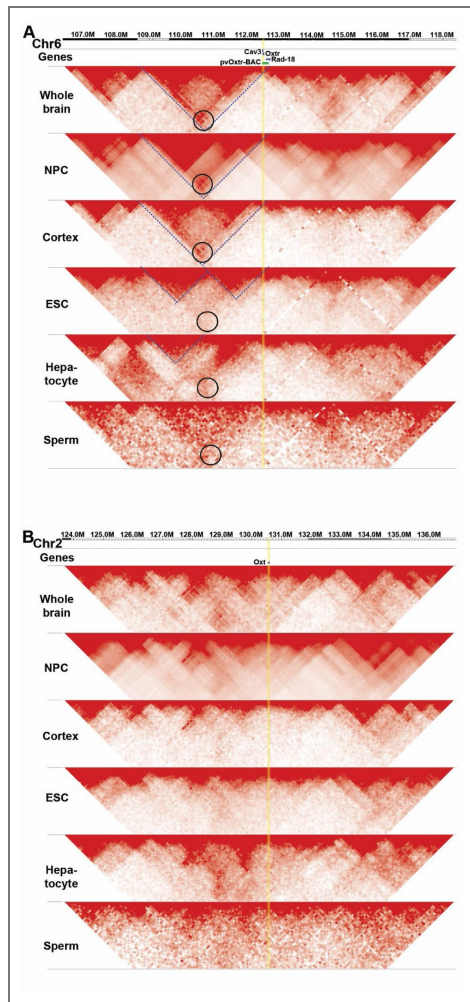 A
107.0M 108.0M 109.0M 110.0M 111.0M 112.0M 113.0M 114.0M 115.0M 116.0M 117.0M 118.0M
Chr6
Genes
Cav3 Oxtr
pvOxtr-BAC Rad-18
Whole
brain
NPC
Cortex
ESC
Hepa-
tocyte
Sperm
B
124.0M 125.0M 126.0M 127.0M 128.0M 129.0M 130.0M 131.0M 132.0M 133.0M 134.0M 135.0M 136.0M
Chr2
Genes
Oxt
Whole
brain
NPC
Cortex
ESC
Hepa-
tocyte
Sperm